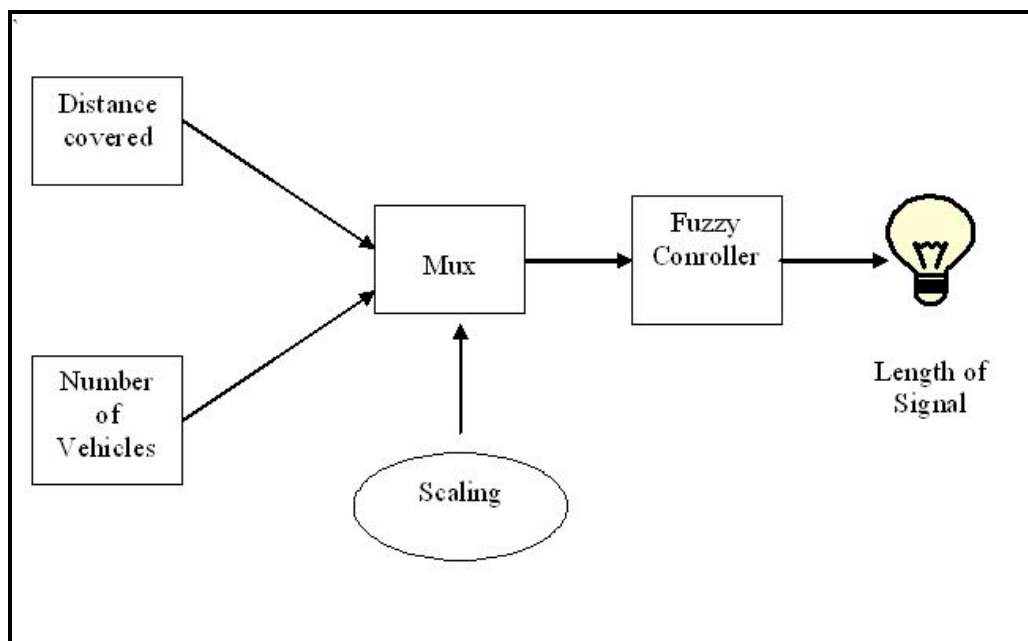 Distance
covered
Number
of
Vehicles
Mux
Scaling
Fuzzy
Conroller
Length of
Signal